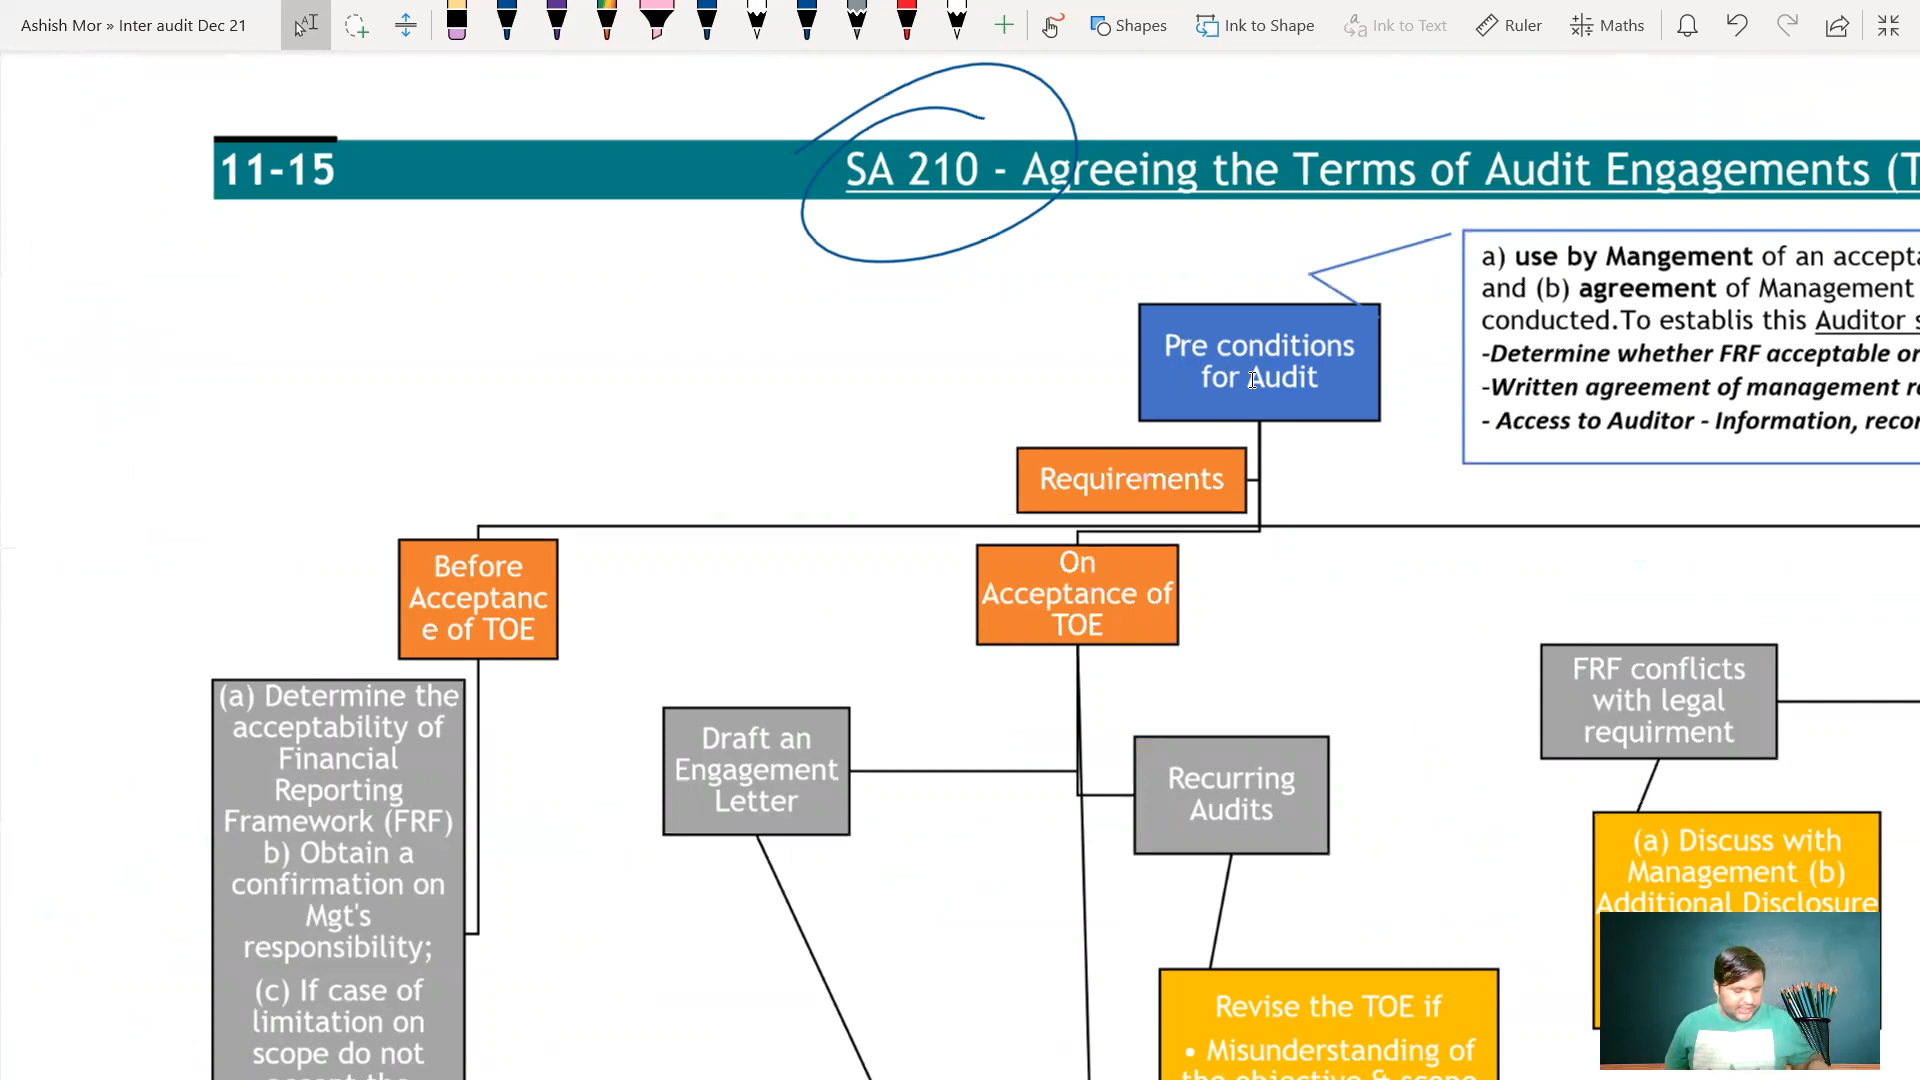 Ashish Mor » Inter audit Dec 21
Shapes
Ink to Shape
Ink to Text
Ruler
Maths
11-15
SA 210 - Agreeing the Terms of Audit Engagements (T
a) use by Mangement of an accepta
and (b) agreement of Management
conducted.To establis this Auditor s
-Determine whether FRF acceptable or
-Written agreement of management re
- Access to Auditor - Information, recor
Pre conditions
for Audit
Requirements
Before
Acceptanc
e of TOE
On
Acceptance of
TOE
(a) Determine the
acceptability of
Financial
Reporting
Framework (FRF)
b) Obtain a
confirmation on
Mgt's
responsibility;
(c) If case of
limitation on
scope do not
Draft an
Engagement
Letter
Recurring
Audits
Revise the TOE if
• Misunderstanding of
the objective & scope
FRF conflicts
with legal
requirment
(a) Discuss with
Management (b)
Additional Disclosure